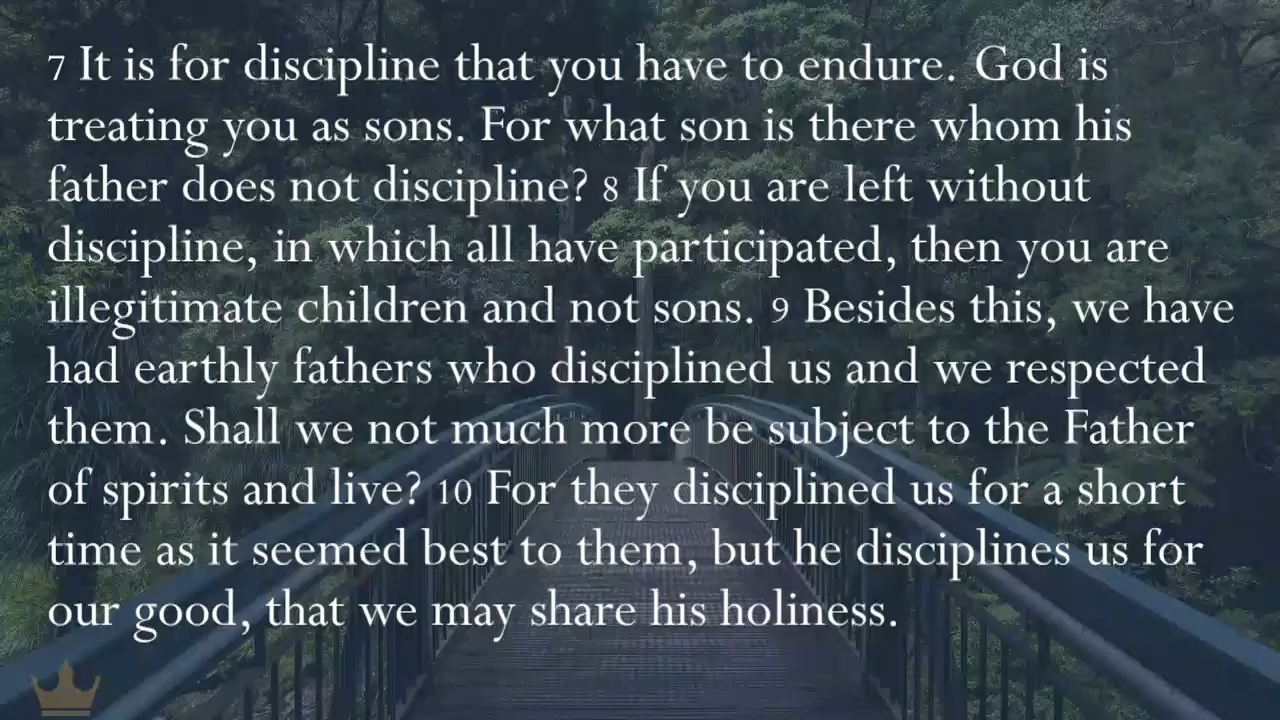 7 It is for discipline that you have to endure. God is
treating you as sons. For what son is there whom his
father does not discipline? 8 If you are left without
discipline, in which all have participated, then you are
illegitimate children and not sons. 9 Besides this, we have
had earthly fathers who disciplined us and we respected
them. Shall we not much more be subject to the Father
of spirits and live? 10 For they disciplined us for a short
time as it seemed best to them, but he disciplines us for
our good, that we may share his holiness.